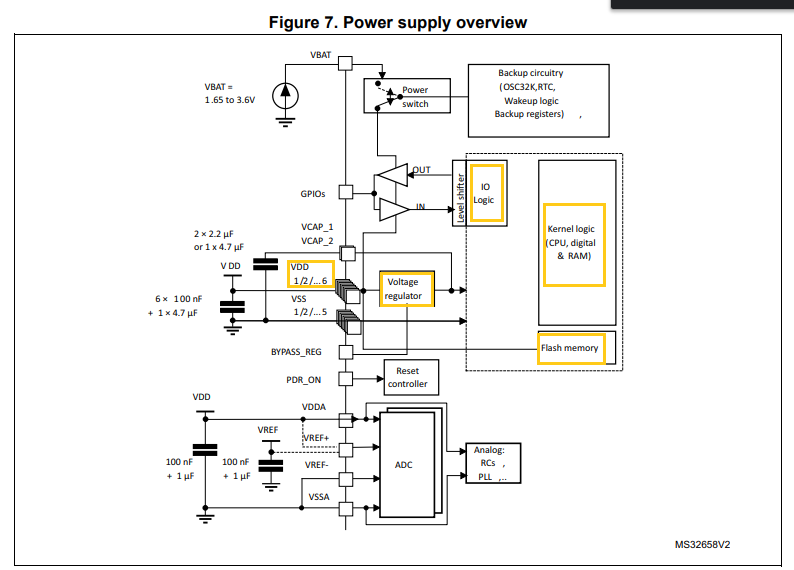 Figure 7. Power supply overview
VBAT
VBAT =
1.65 to 3.6V
Power
switch
Backup circuitry
(OSC32K,RTC,
Wakeup logic
Backup registers)
,
OUT
GPIOs
IN
Level shifter
IO
Logic
Kernel logic
(CPU, digital
& RAM)
VCAP_1
VCAP_2
2 × 2.2 µF
or 1 x 4.7 µF
V DD
VDD
1/2/...6
Voltage
regulator
VSS
1/2/...5
6 × 100 nF
+ 1 × 4.7 µF
Flash memory
BYPASS_REG
PDR_ON
Reset
controller
VDD
VDDA
VREF
VREF+
VREF-
100 nF
+ 1 µF
100 nF
+ 1 µF
ADC
Analog:
RCs ,
PLL ,..
VSSA
MS32658V2